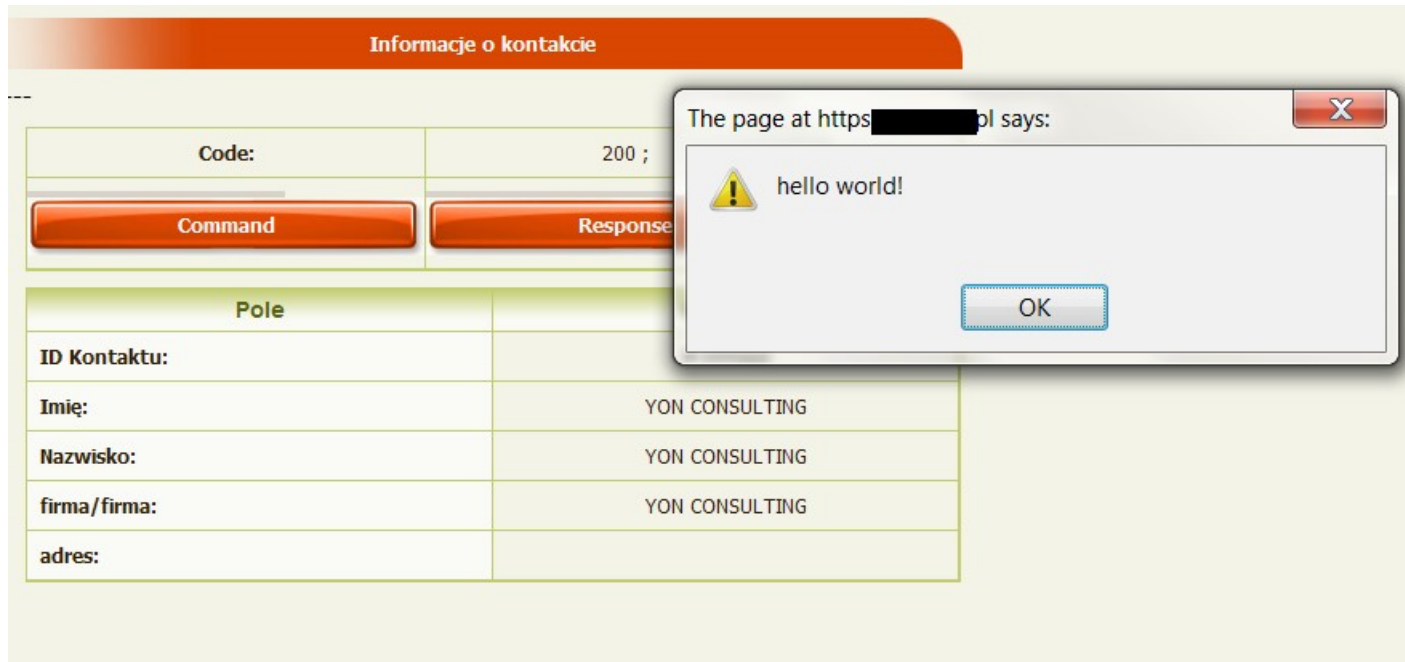 Informacje o kontakcie
---
The page at https pl says:
X
hello world!
OK
Code:
200 ;
Command
Response
Pole
ID Kontaktu:
Imię:
YON CONSULTING
Nazwisko:
YON CONSULTING
firma/firma:
YON CONSULTING
adres: